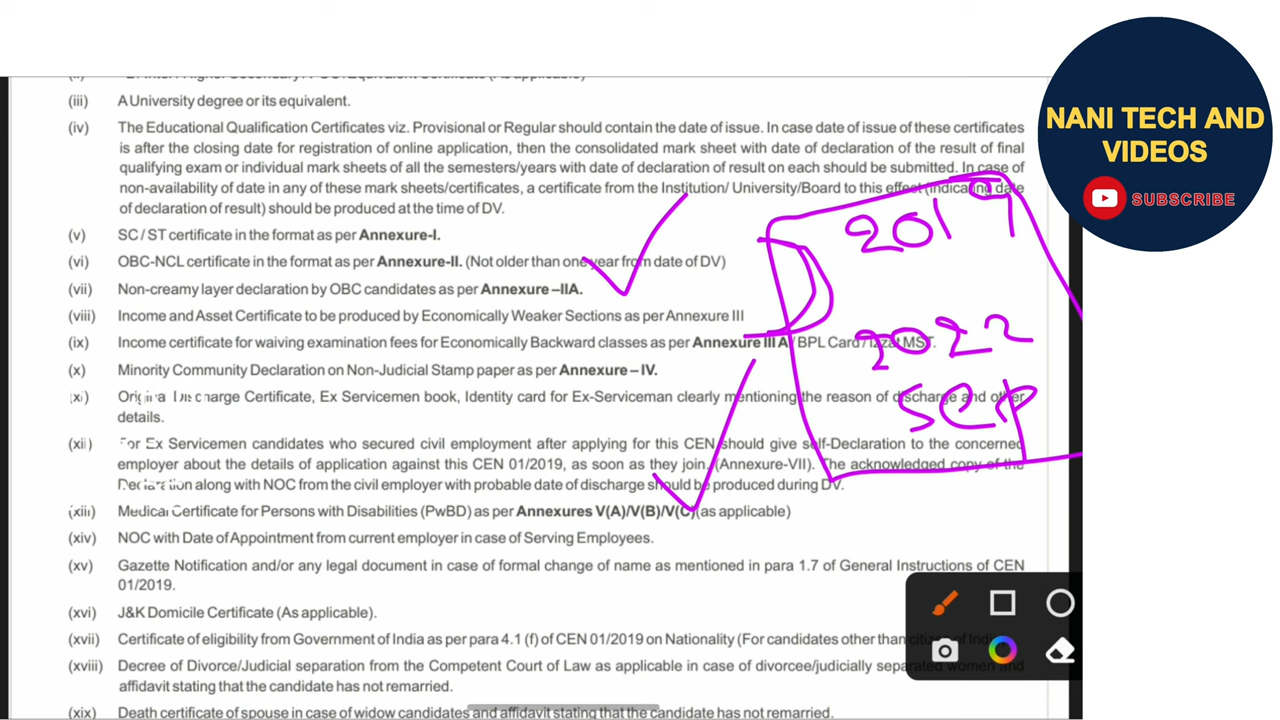 NANI TECH AND
VIDEOS
SUBSCRIBE
(iii) A University degree or its equivalent.
(iv) The Educational Qualification Certificates viz. Provisional or Regular should contain the date of issue. In case date of issue of these certificates
is after the closing date for registration of online application, then the consolidated mark sheet with date of declaration of the result of final
qualifying exam or individual mark sheets of all the semesters/years with date of declaration of result on each should be submitted. In case of
non-availability of date in any of these mark sheets/certificates, a certificate from the Institution/ University/Board to this effect (indicating date
of declaration of result) should be produced at the time of DV.
(v) SC / ST certificate in the format as per Annexure-I.
(vi) OBC-NCL certificate in the format as per Annexure-II. (Not older than one year from date of DV)
(vii) Non-creamy layer declaration by OBC candidates as per Annexure –IIA.
(viii) Income and Asset Certificate to be produced by Economically Weaker Sections as per Annexure III
(ix) Income certificate for waiving examination fees for Economically Backward classes as per Annexure III A / BPL Card / Izzat MST.
(x) Minority Community Declaration on Non-Judicial Stamp paper as per Annexure – IV.
(xi) Discharge Certificate, Ex Servicemen book, Identity card for Ex-Serviceman clearly mentioning the reason of discharge and other
details.
(xii) For Ex Servicemen candidates who secured civil employment after applying for this CEN should give self-Declaration to the concerned
employer about the details of application against this CEN 01/2019, as soon as they join. (Annexure-VII). The acknowledged copy of the
Declaration along with NOC from the civil employer with probable date of discharge should be produced during DV.
(xiii) Medical Certificate for Persons with Disabilities (PwBD) as per Annexures V(A)/V(B)/V(C) (as applicable)
(xiv) NOC with Date of Appointment from current employer in case of Serving Employees.
(xv) Gazette Notification and/or any legal document in case of formal change of name as mentioned in para 1.7 of General Instructions of CEN
01/2019.
(xvi) J&K Domicile Certificate (As applicable).
(xvii) Certificate of eligibility from Government of India as per para 4.1 (f) of CEN 01/2019 on Nationality (For candidates other than
(xviii) Decree of Divorce/Judicial separation from the Competent Court of Law as applicable in case of divorced/judicially separated women and
affidavit stating that the candidate has not remarried.
(xix) Death certificate of spouse in case of widow candidates and affidavit stating that the candidate has not remarried.
2019
2022
SEP